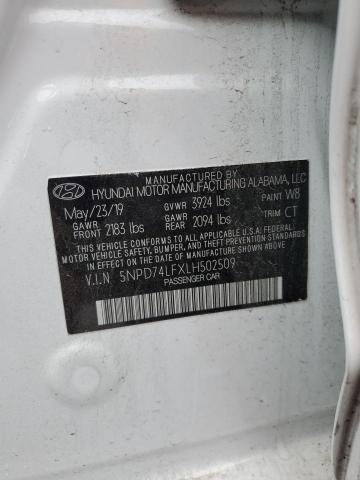 MANUFACTURED BY
HYUNDAI MOTOR MANUFACTURING ALABAMA, LLC
May/23/19 GVWR 3924 lbs PAINT W8
GAWR FRONT 2183 lbs GAWR REAR 2094 lbs TRIM CT
THIS VEHICLE CONFORMS TO ALL APPLICABLE U.S.A FEDERAL
MOTOR VEHICLE SAFETY, BUMPER, AND THEFT PREVENTION
STANDARDS IN EFFECT ON THE DATE OF MANUFACTURE SHOWN ABOVE.
V.I.N 5NPD74LFXLH502509
PASSENGER CAR